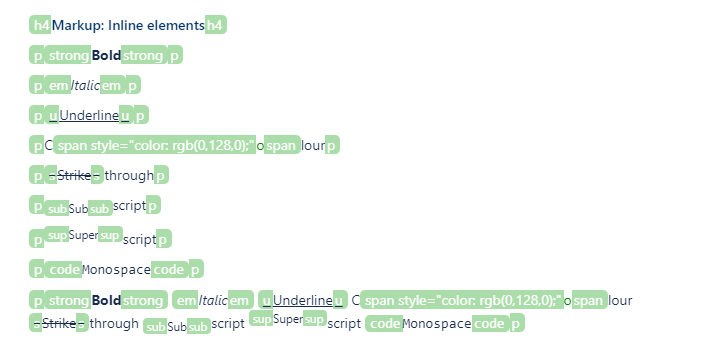 h4 Markup: Inline elements h4
p strong Bold strong p
p em Italic em p
p u Underline u p
p C span style="color: rgb(0,128,0);" o span lour p
p s Strike s through p
p sub Sub sub script p
p sup Super sup script p
p code Monospace code p
p strong Bold strong em Italic em u Underline u C span style="color: rgb(0,128,0);" o span lour
s Strike s through sub Sub sub script sup Super sup script code Monospace code p